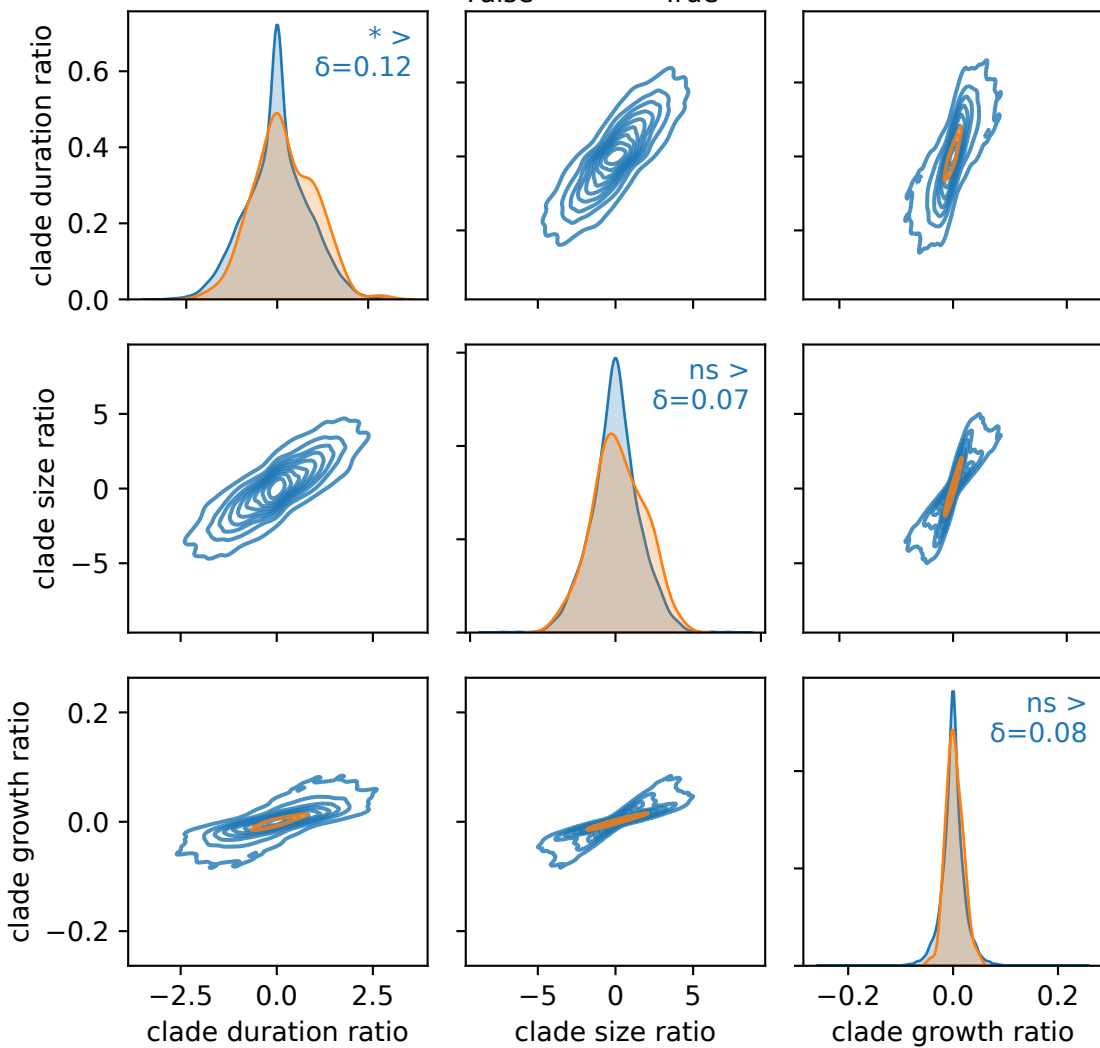 * >
δ=0.12
clade duration ratio
0.6
0.4
0.2
0.0
ns >
δ=0.07
clade size ratio
5
0
−5
ns >
δ=0.08
clade growth ratio
0.2
0.0
−0.2
−2.5 0.0 2.5 −5 0 5 −0.2 0.0 0.2
clade duration ratio clade size ratio clade growth ratio